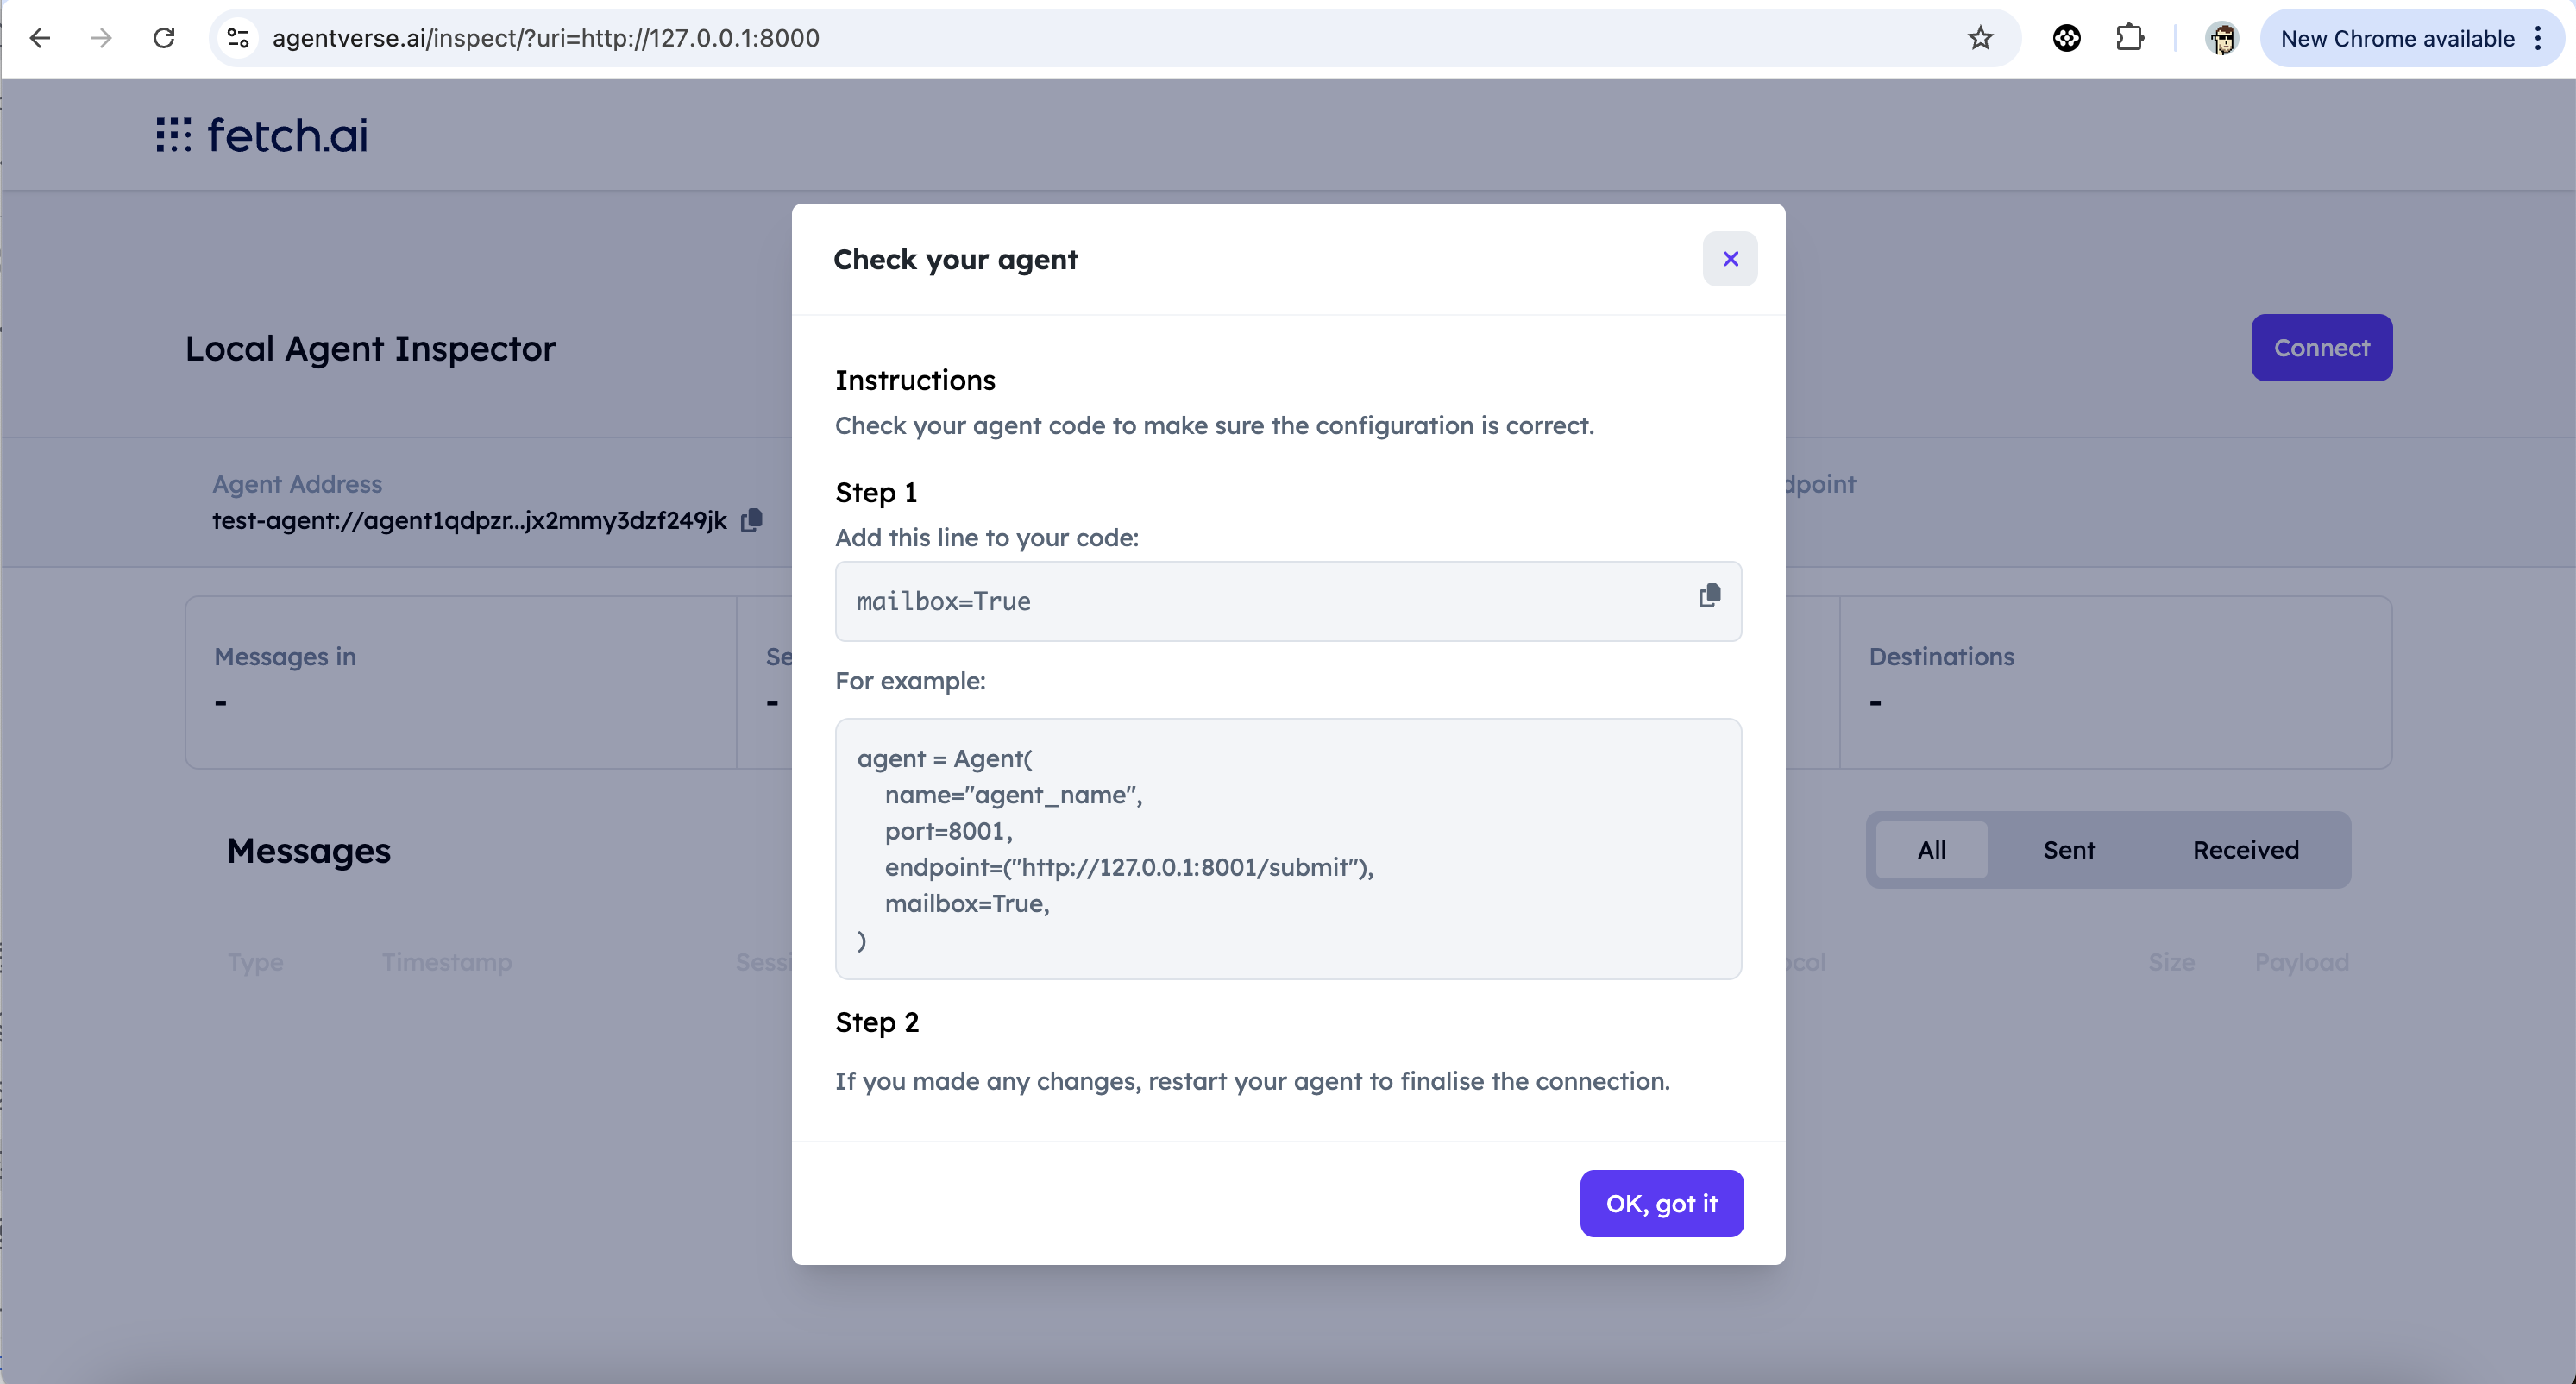 agentverse.ai/inspect/?uri=http://127.0.0.1:8000
New Chrome available
fetch.ai
Check your agent
Local Agent Inspector
Connect
Instructions
Check your agent code to make sure the configuration is correct.
Agent Address
test-agent://agent1qdpzr...jx2mmy3dzf249jk
dpoint
Step 1
Add this line to your code:
mailbox=True
Messages in
-
Se
-
Destinations
-
For example:
agent = Agent(
name="agent_name",
port=8001,
endpoint=("http://127.0.0.1:8001/submit"),
mailbox=True,
)
Messages
All
Sent
Received
Type
Timestamp
Sessi
ocol
Size
Payload
Step 2
If you made any changes, restart your agent to finalise the connection.
OK, got it